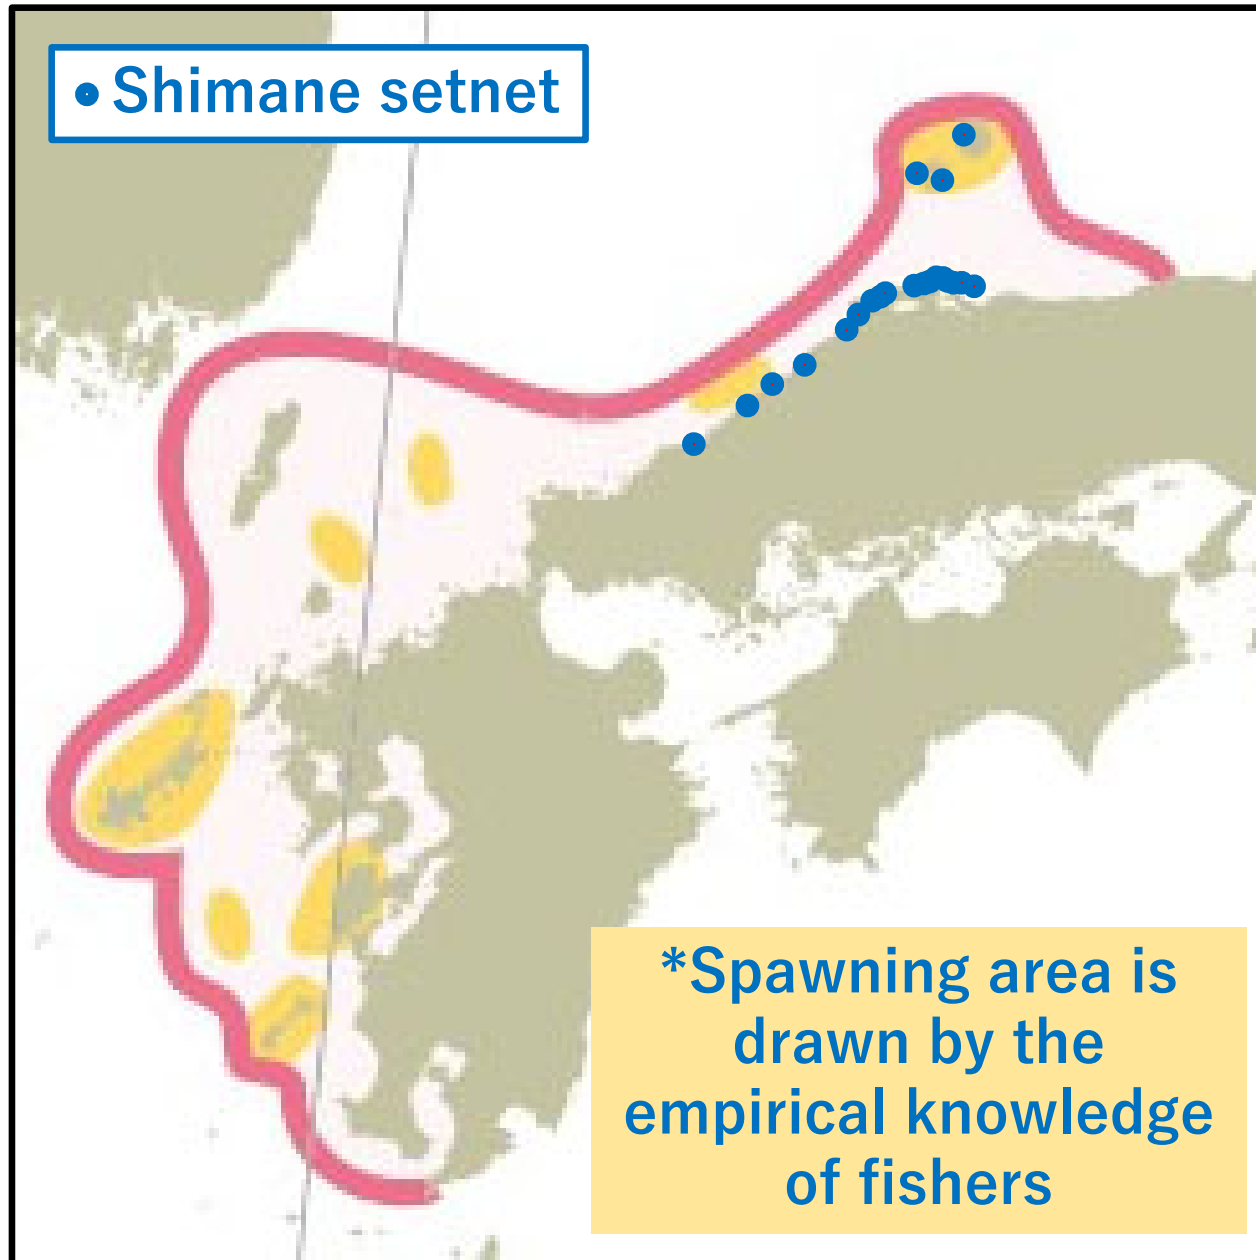 Shimane setnet
*Spawning area is
drawn by the
empirical knowledge
of fishers